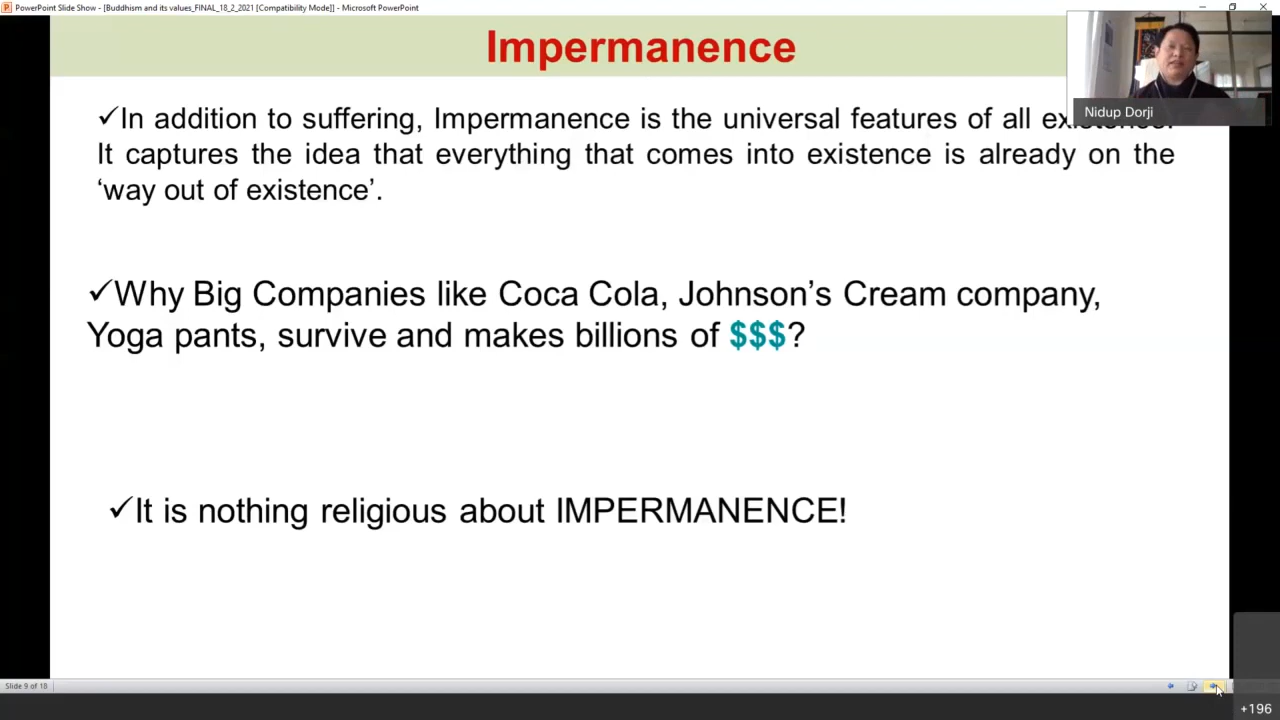 PowerPoint Slide Show - [Buddhism and its values_FINAL_18_2_2021 [Compatibility Mode]] - Microsoft PowerPoint
Impermanence
Nidup Dorji
✓In addition to suffering, Impermanence is the universal features of all
It captures the idea that everything that comes into existence is already on the
‘way out of existence’.
✓Why Big Companies like Coca Cola, Johnson’s Cream company,
Yoga pants, survive and makes billions of $$$?
✓It is nothing religious about IMPERMANENCE!
Slide 9 of 18
+196